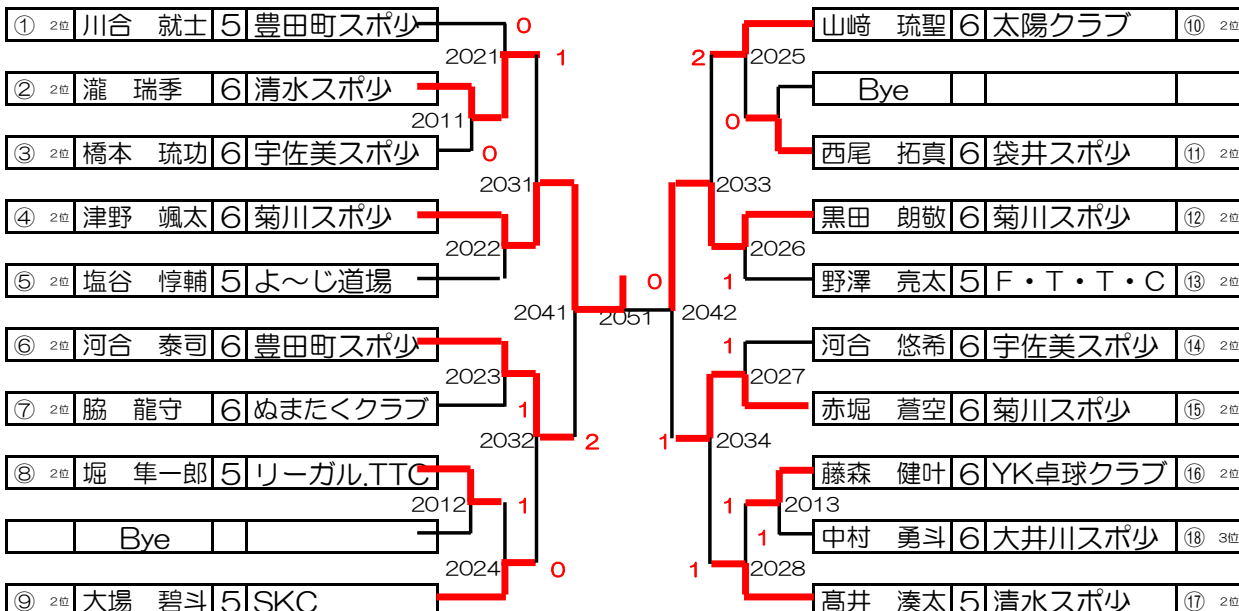 ① 2位 川合 就士 5 豊田町スポ少
② 2位 瀧 瑞季 6 清水スポ少
③ 2位 橋本 琉功 6 宇佐美スポ少
④ 2位 津野 颯太 6 菊川スポ少
⑤ 2位 塩谷 惇輔 5 よ～じ道場
⑥ 2位 河合 泰司 6 豊田町スポ少
⑦ 2位 脇 龍守 6 ぬまたくクラブ
⑧ 2位 堀 隼一郎 5 リーガル.TTC
Bye
⑨ 2位 大場 碧斗 5 SKC
0
2021 1
2011
0
2031
2022
2041
2023
1
2032 2
2012 1
2024 0
2051
0
2 2025
0
2033
2026
1
2042
1
2027
1 2034
1 2013
1
1 2028
山﨑 琉聖 6 太陽クラブ ⑩ 2位
Bye
西尾 拓真 6 袋井スポ少 ⑪ 2位
黒田 朗敬 6 菊川スポ少 ⑫ 2位
野澤 亮太 5 F・T・T・C ⑬ 2位
河合 悠希 6 宇佐美スポ少 ⑭ 2位
赤堀 蒼空 6 菊川スポ少 ⑮ 2位
藤森 健叶 6 YK卓球クラブ ⑯ 2位
中村 勇斗 6 大井川スポ少 ⑱ 3位
髙井 湊太 5 清水スポ少 ⑰ 2位